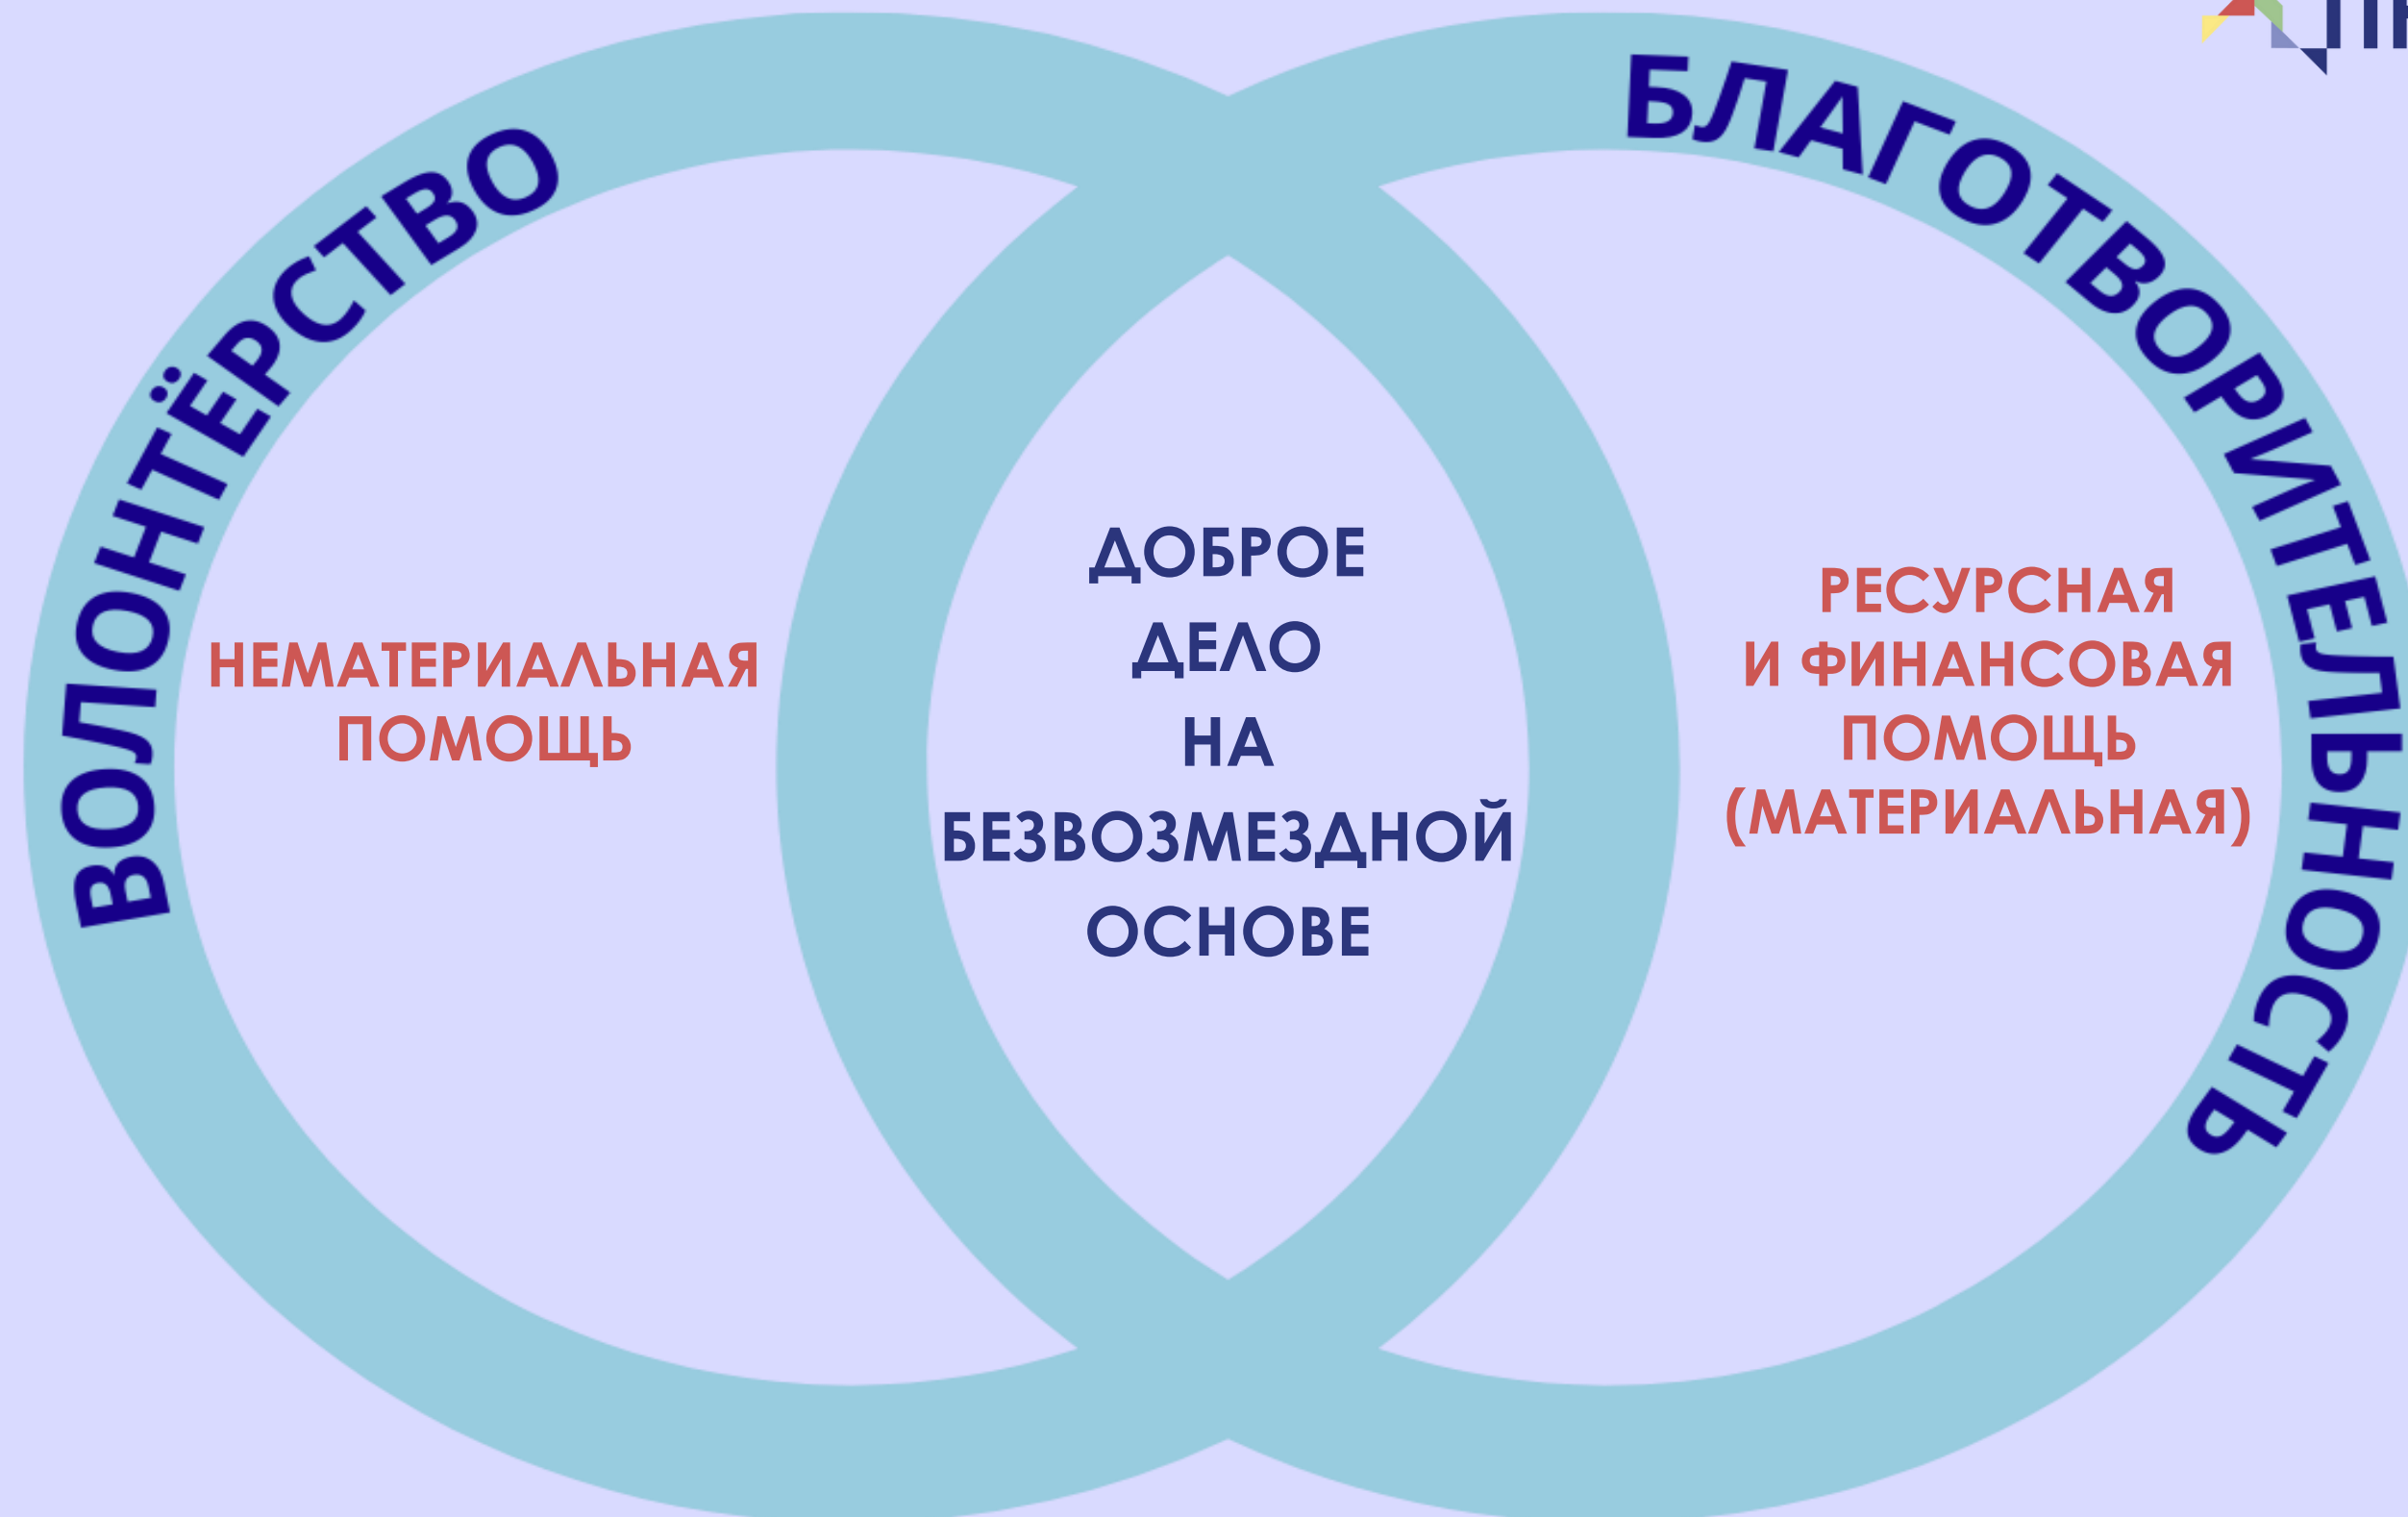 ВОЛОНТЁРСТВО
БЛАГОТВОРИТЕЛЬНОСТЬ
НЕМАТЕРИАЛЬНАЯ
ПОМОЩЬ
ДОБРОЕ
ДЕЛО
НА
БЕЗВОЗМЕЗДНОЙ
ОСНОВЕ
РЕСУРСНАЯ
И ФИНАНСОВАЯ
ПОМОЩЬ
(МАТЕРИАЛЬНАЯ)